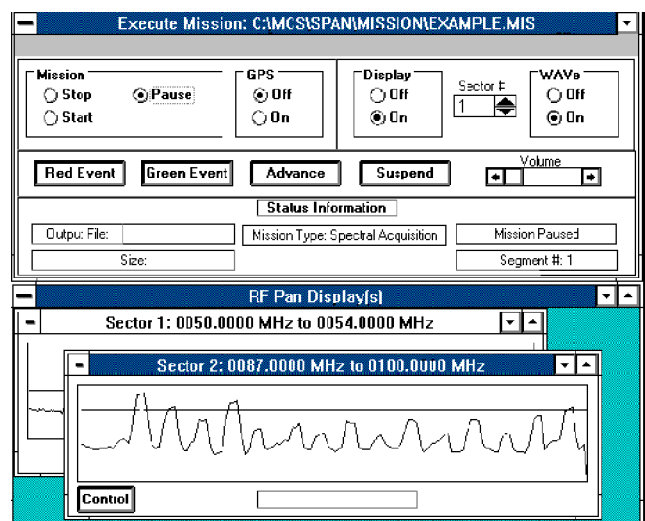 Execute Mission: C:\MCS\SPAN\MISSION\EXAMPLE.MIS
Mission
Stop
Pause
Start
GPS
Off
On
Display
Off
On
Sector #
1
WAVs
Off
On
Red Event
Green Event
Advance
Suspend
Volume
Status Information
Output File:
Mission Type: Spectral Acquisition
Mission Paused
Size:
Segment #: 1
RF Pan Display(s)
Sector 1: 0050.0000 MHz to 0054.0000 MHz
Sector 2: 0087.0000 MHz to 0100.0000 MHz
Control